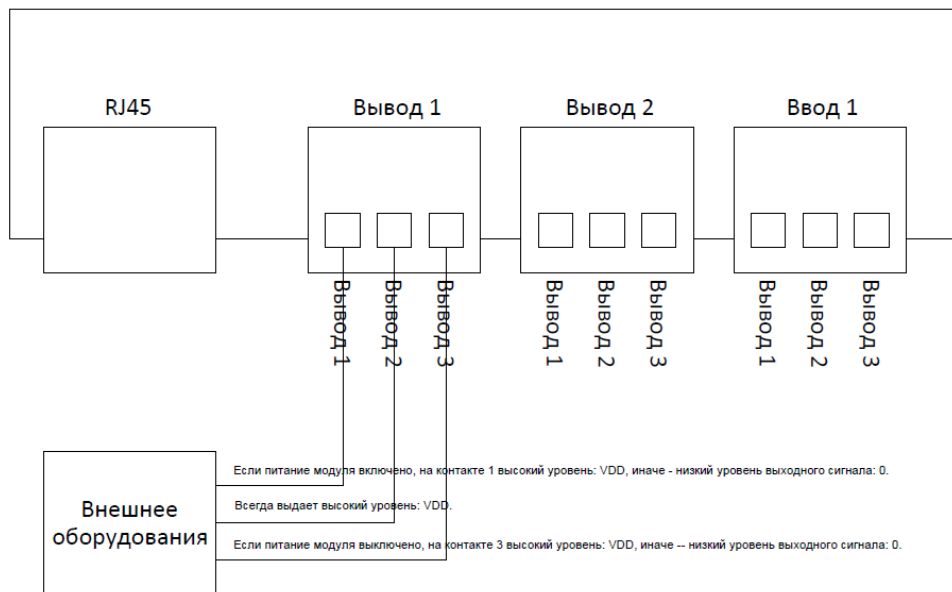 RJ45
Вывод 1
Вывод 2
Ввод 1
Вывод 1
Вывод 2
Вывод 3
Вывод 1
Вывод 2
Вывод 3
Вывод 1
Вывод 2
Вывод 3
Внешнее
оборудования
Если питание модуля включено, на контакте 1 высокий уровень: VDD, иначе - низкий уровень выходного сигнала: 0.
Всегда выдает высокий уровень: VDD.
Если питание модуля выключено, на контакте 3 высокий уровень: VDD, иначе -- низкий уровень выходного сигнала: 0.